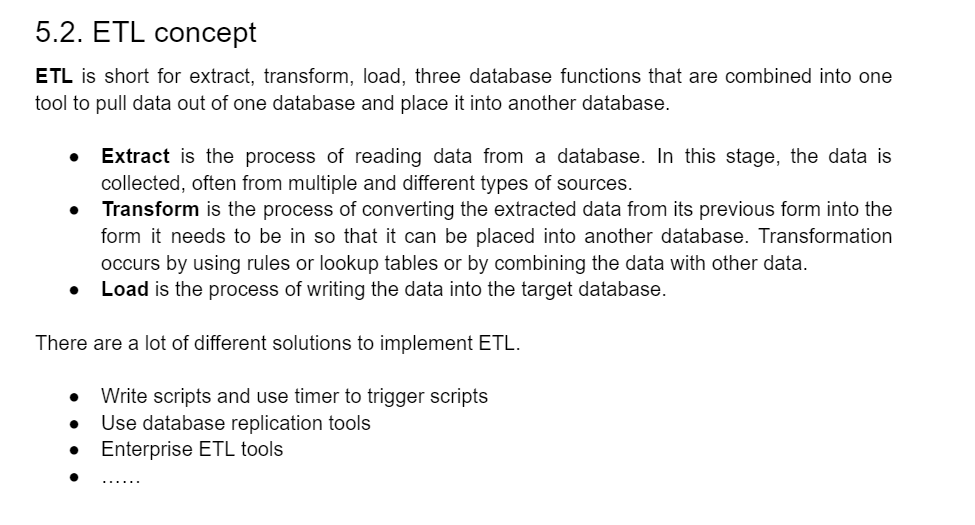 5.2. ETL concept
ETL is short for extract, transform, load, three database functions that are combined into one
tool to pull data out of one database and place it into another database.
● Extract is the process of reading data from a database. In this stage, the data is
collected, often from multiple and different types of sources.
● Transform is the process of converting the extracted data from its previous form into the
form it needs to be in so that it can be placed into another database. Transformation
occurs by using rules or lookup tables or by combining the data with other data.
● Load is the process of writing the data into the target database.
There are a lot of different solutions to implement ETL.
● Write scripts and use timer to trigger scripts
● Use database replication tools
● Enterprise ETL tools
● ……